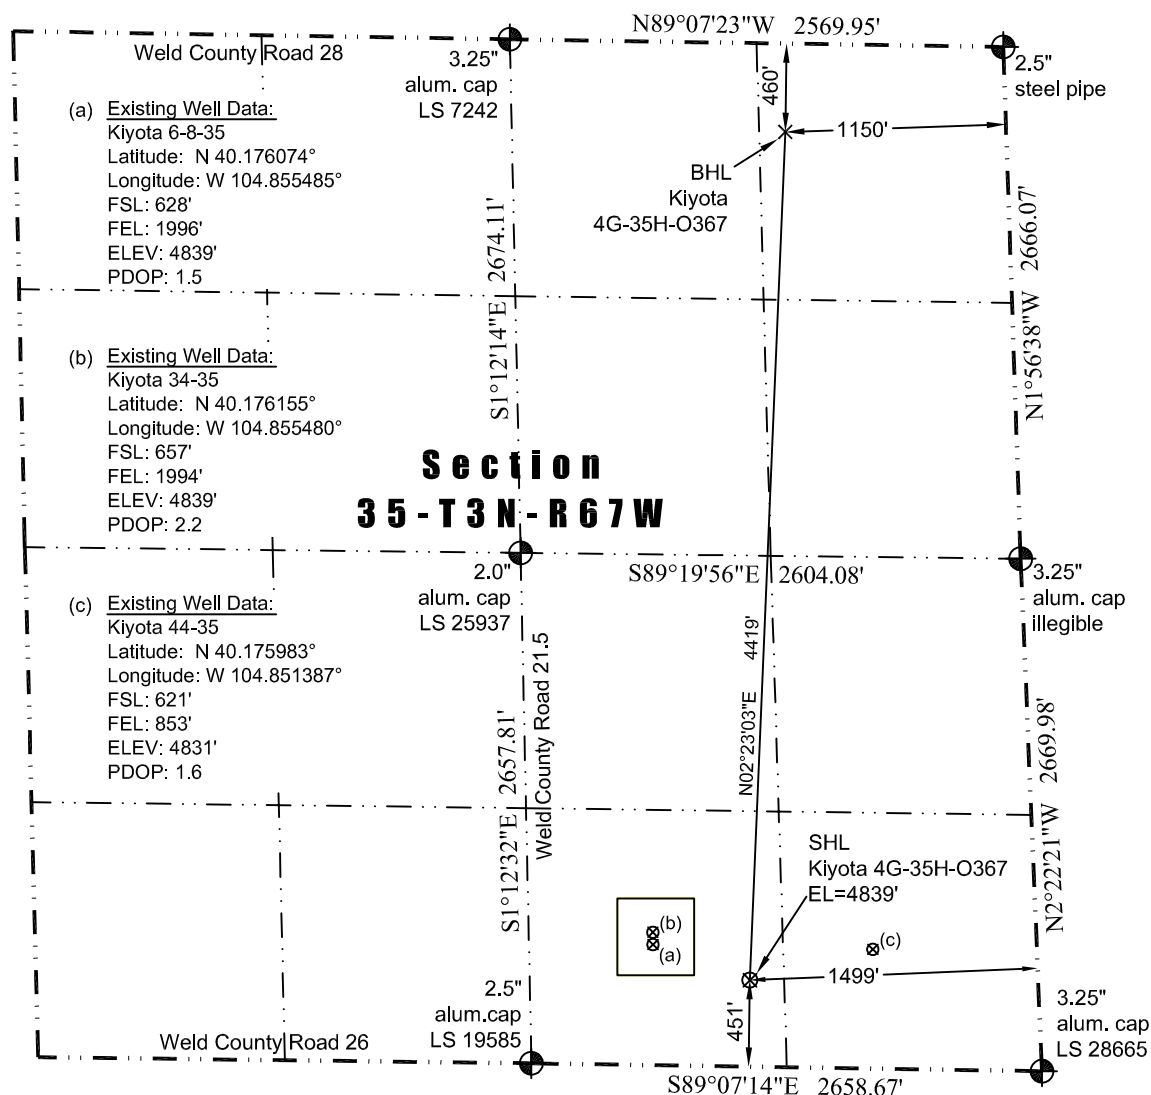 N89°07'23"W 2569.95'
Weld County Road 28
3.25"
alum. cap
LS 7242
2.5"
steel pipe
460'
1150'
(a) Existing Well Data:
Kiyota 6-8-35
Latitude: N 40.176074°
Longitude: W 104.855485°
FSL: 628'
FEL: 1996'
ELEV: 4839'
PDOP: 1.5
BHL
Kiyota
4G-35H-O367
S1°12'14"E 2674.11'
N1°56'38"W 2666.07'
(b) Existing Well Data:
Kiyota 34-35
Latitude: N 40.176155°
Longitude: W 104.855480°
FSL: 657'
FEL: 1994'
ELEV: 4839'
PDOP: 2.2
Section
35-T3N-R67W
2.0"
alum. cap
LS 25937
S89°19'56"E 2604.08'
3.25"
alum. cap
illegible
(c) Existing Well Data:
Kiyota 44-35
Latitude: N 40.175983°
Longitude: W 104.851387°
FSL: 621'
FEL: 853'
ELEV: 4831'
PDOP: 1.6
S1°12'32"E 2657.81'
Weld County Road 21.5
N02°23'03"E 4419'
N2°22'21"W 2669.98'
SHL
Kiyota 4G-35H-O367
EL=4839'
(b)
(a)
(c)
1499'
451'
2.5"
alum.cap
LS 19585
3.25"
alum. cap
LS 28665
Weld County Road 26
S89°07'14"E 2658.67'